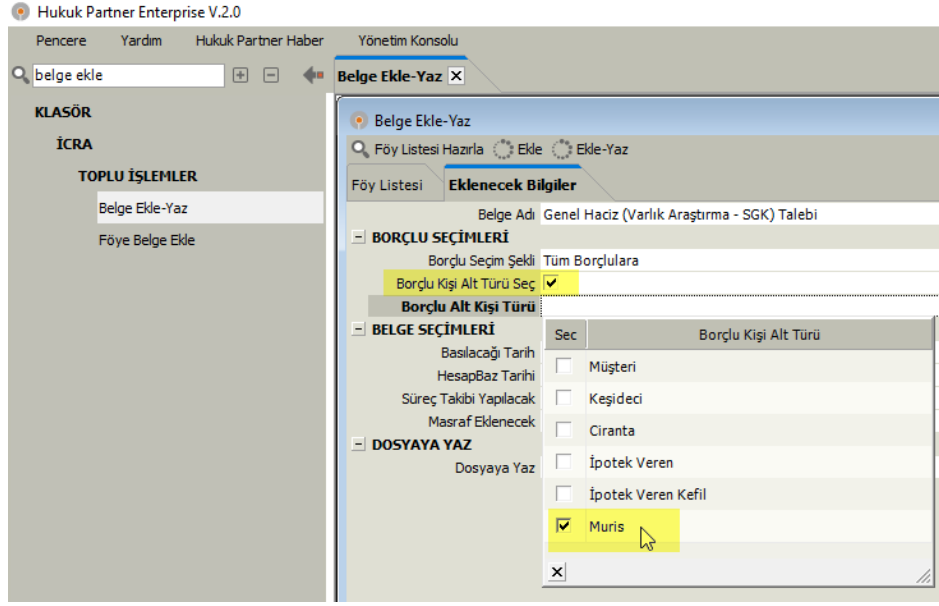 Hukuk Partner Enterprise V.2.0
Pencere Yardım Hukuk Partner Haber Yönetim Konsolu
belge ekle
Belge Ekle-Yaz
KLASÖR
İCRA
TOPLU İŞLEMLER
Belge Ekle-Yaz
Föye Belge Ekle
Belge Ekle-Yaz
Föy Listesi Hazırla Ekle Ekle-Yaz
Föy Listesi Eklenecek Bilgiler
Belge Adı Genel Haciz (Varlık Araştırma - SGK) Talebi
BORÇLU SEÇİMLERİ
Borçlu Seçim Şekli Tüm Borçlulara
Borçlu Kişi Alt Türü Seç
Borçlu Alt Kişi Türü
BELGE SEÇİMLERİ
Basılacağı Tarih
HesapBaz Tarihi
Süreç Takibi Yapılacak
Masraf Eklenecek
DOSYAYA YAZ
Dosyaya Yaz
Sec Borçlu Kişi Alt Türü
Müşteri
Keşideci
Ciranta
İpotek Veren
İpotek Veren Kefil
Muris